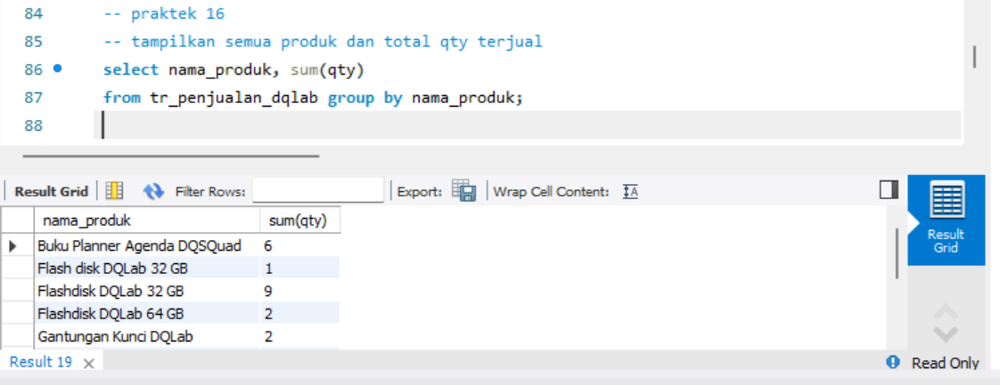 84 -- praktek 16
85 -- tampilkan semua produk dan total qty terjual
86 select nama_produk, sum(qty)
87 from tr_penjualan_dqlab group by nama_produk;
88
Result Grid Filter Rows: Export: Wrap Cell Content: IA
nama_produk sum(qty)
Buku Planner Agenda DQSQuad 6
Flash disk DQLab 32 GB 1
Flashdisk DQLab 32 GB 9
Flashdisk DQLab 64 GB 2
Gantungan Kunci DQLab 2
Result
Grid
Result 19 Read Only